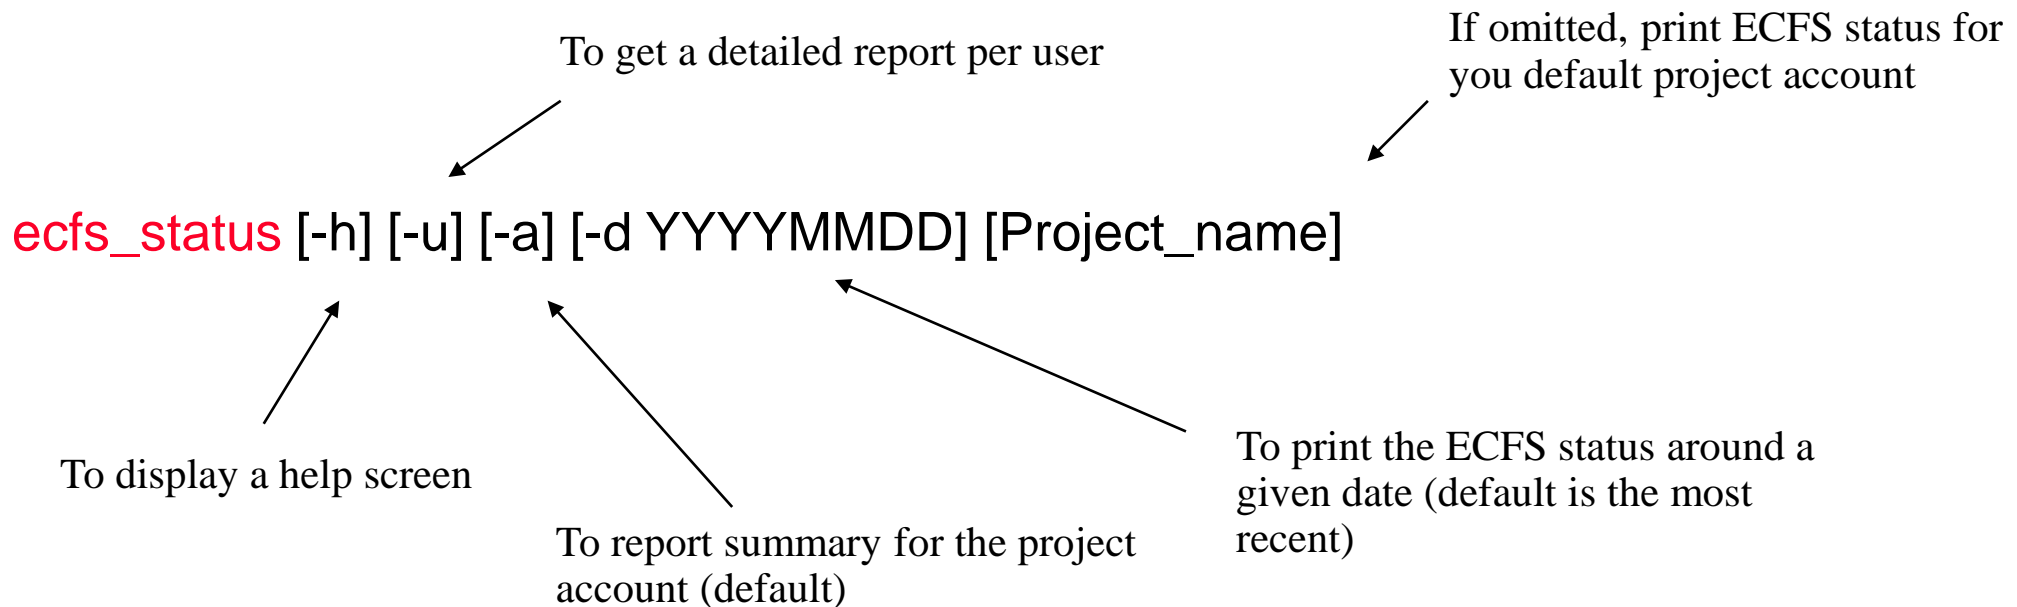 To get a detailed report per user
If omitted, print ECFS status for
you default project account
ecfs_status [-h] [-u] [-a] [-d YYYYMMDD] [Project_name]
To display a help screen
To report summary for the project
account (default)
To print the ECFS status around a
given date (default is the most
recent)